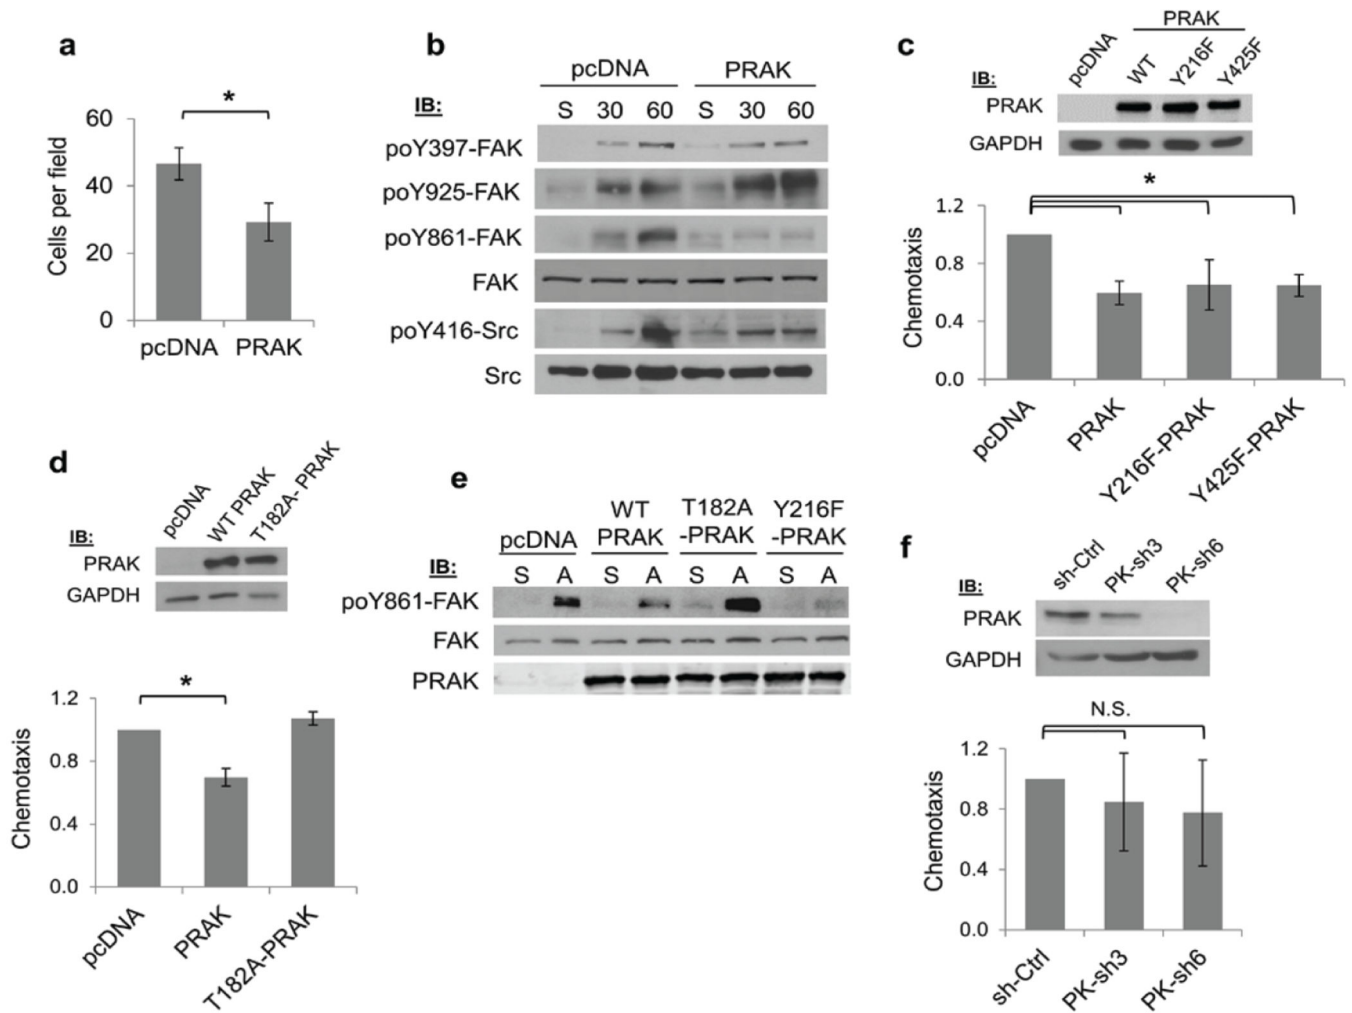 a
*
Cells per field
60
40
20
0
pcDNA PRAK
b
pcDNA PRAK
IB: S 30 60 S 30 60
poY397-FAK
poY925-FAK
poY861-FAK
FAK
poY416-Src
Src
c
PRAK
IB: pcDNA WT Y216F Y425F
PRAK
GAPDH
*
Chemotaxis
1.2
0.8
0.4
0.0
pcDNA PRAK Y216F-PRAK Y425F-PRAK
d
IB: pcDNA WT PRAK T182A- PRAK
PRAK
GAPDH
*
Chemotaxis
1.2
0.8
0.4
0.0
pcDNA PRAK T182A-PRAK
e
WT T182A Y216F
pcDNA PRAK -PRAK -PRAK
IB: S A S A S A S A
poY861-FAK
FAK
PRAK
f
IB: sh-Ctrl PK-sh3 PK-sh6
PRAK
GAPDH
N.S.
Chemotaxis
1.2
0.8
0.4
0.0
sh-Ctrl PK-sh3 PK-sh6